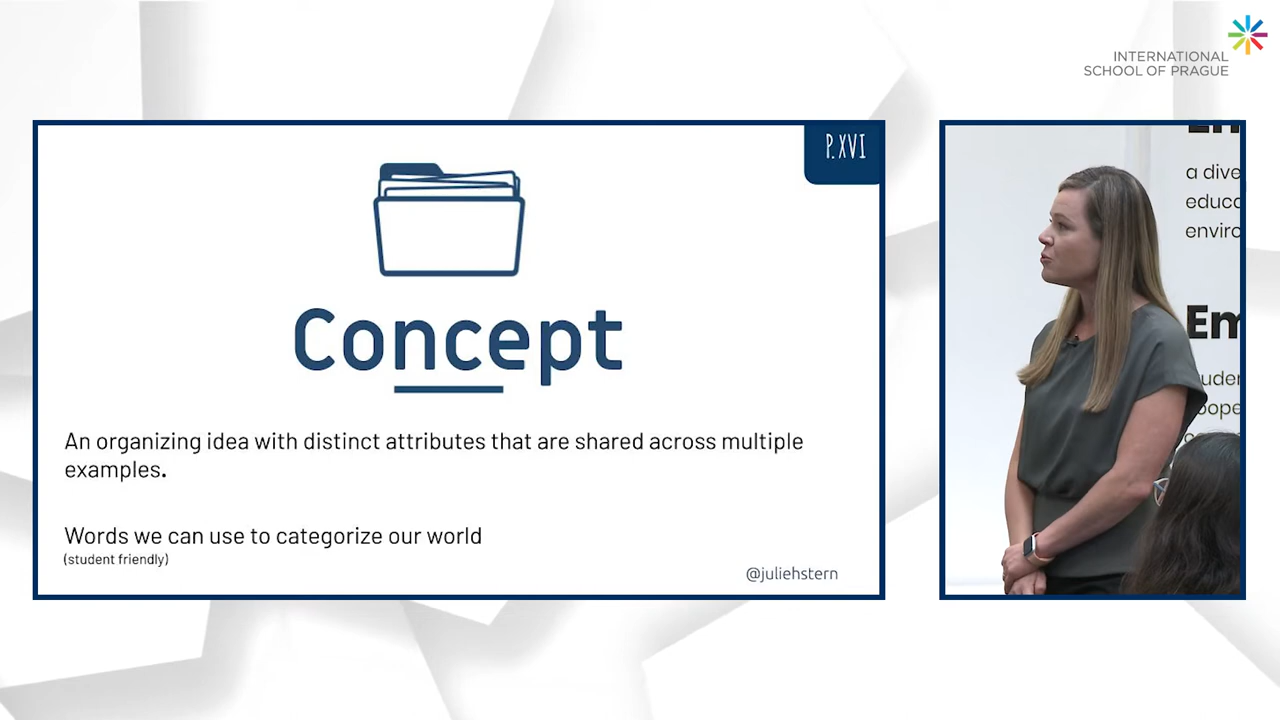 INTERNATIONAL
SCHOOL OF PRAGUE
P.XVI
Concept
An organizing idea with distinct attributes that are shared across multiple
examples.
Words we can use to categorize our world
(student friendly)
@juliehstern
a dive
educ
enviro
Em